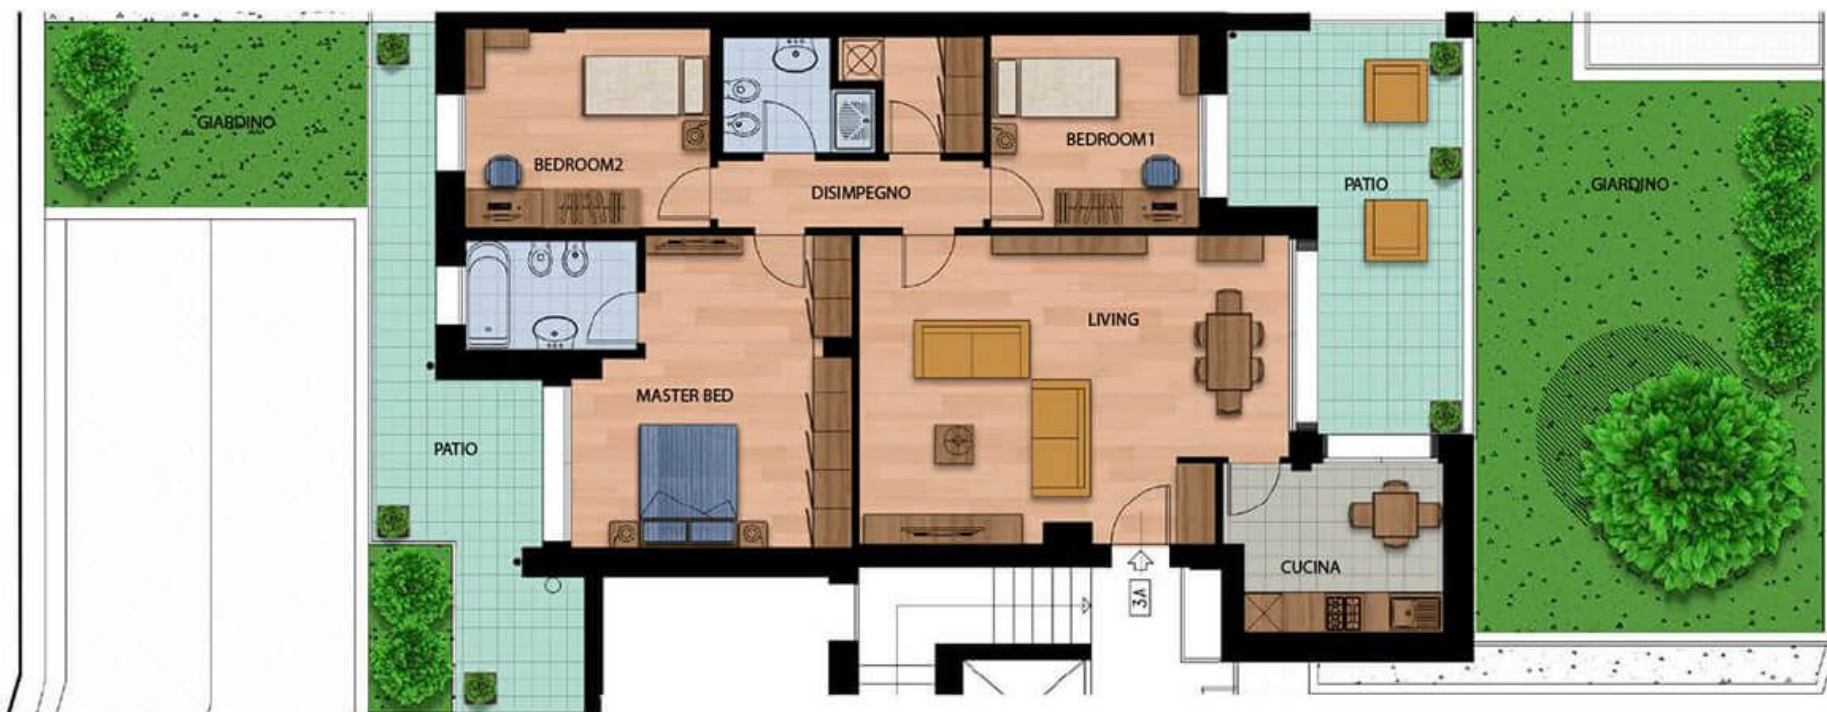 GIARDINO
BEDROOM2
DISIMPEGNO
BEDROOM1
PATIO
GIARDINO
LIVING
MASTER BED
PATIO
CUCINA
3A